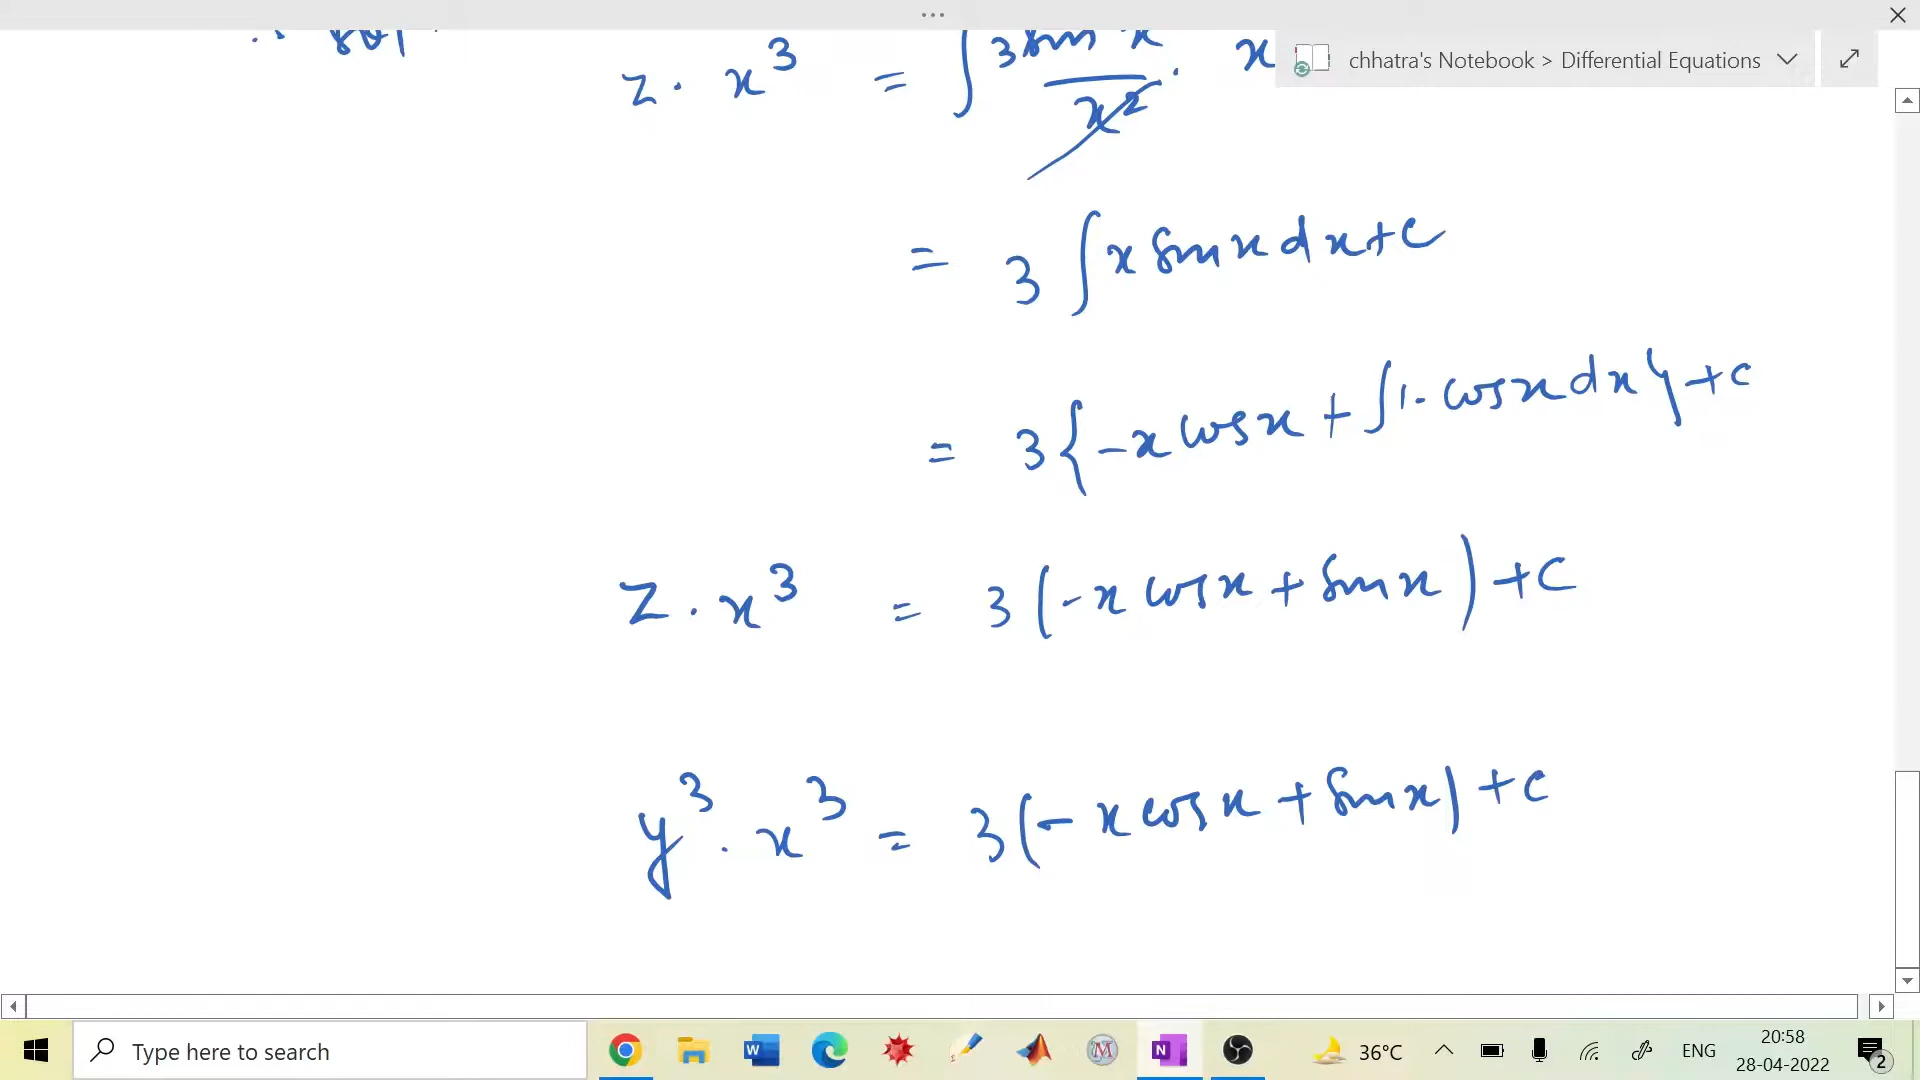 chhatra's Notebook > Differential Equations
z · x³ = ∫ 3 sin x / x² · x
= 3 ∫ x sin x dx + c
= 3 { -x cos x + ∫ 1 · cos x dx } + c
z · x³ = 3 ( -x cos x + sin x ) + c
y³ · x³ = 3 ( -x cos x + sin x ) + c
Type here to search
36°C
ENG
20:58
28-04-2022
2